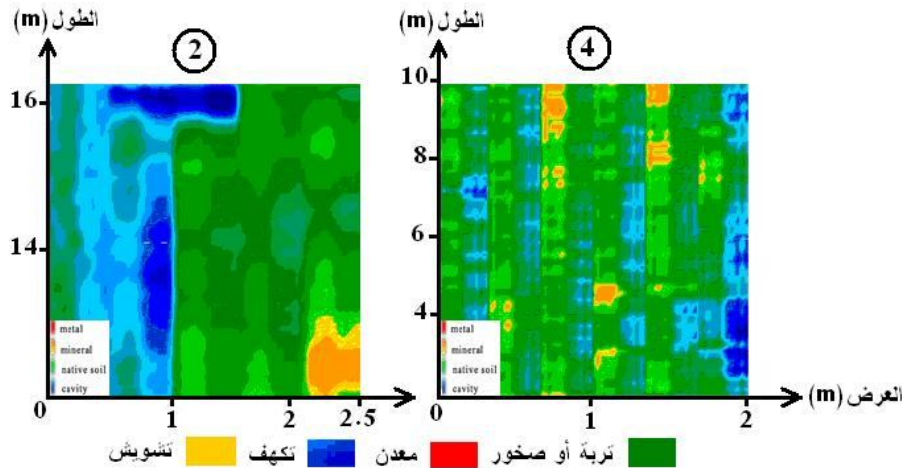 الطول (m)
2
16
14
0
1
2
2.5
metal
mineral
native soil
cavity
الطول (m)
4
10
8
6
4
0
1
2
metal
mineral
native soil
cavity
العرض (m)
تربة أو صخور
معدن
تكهف
تشويش